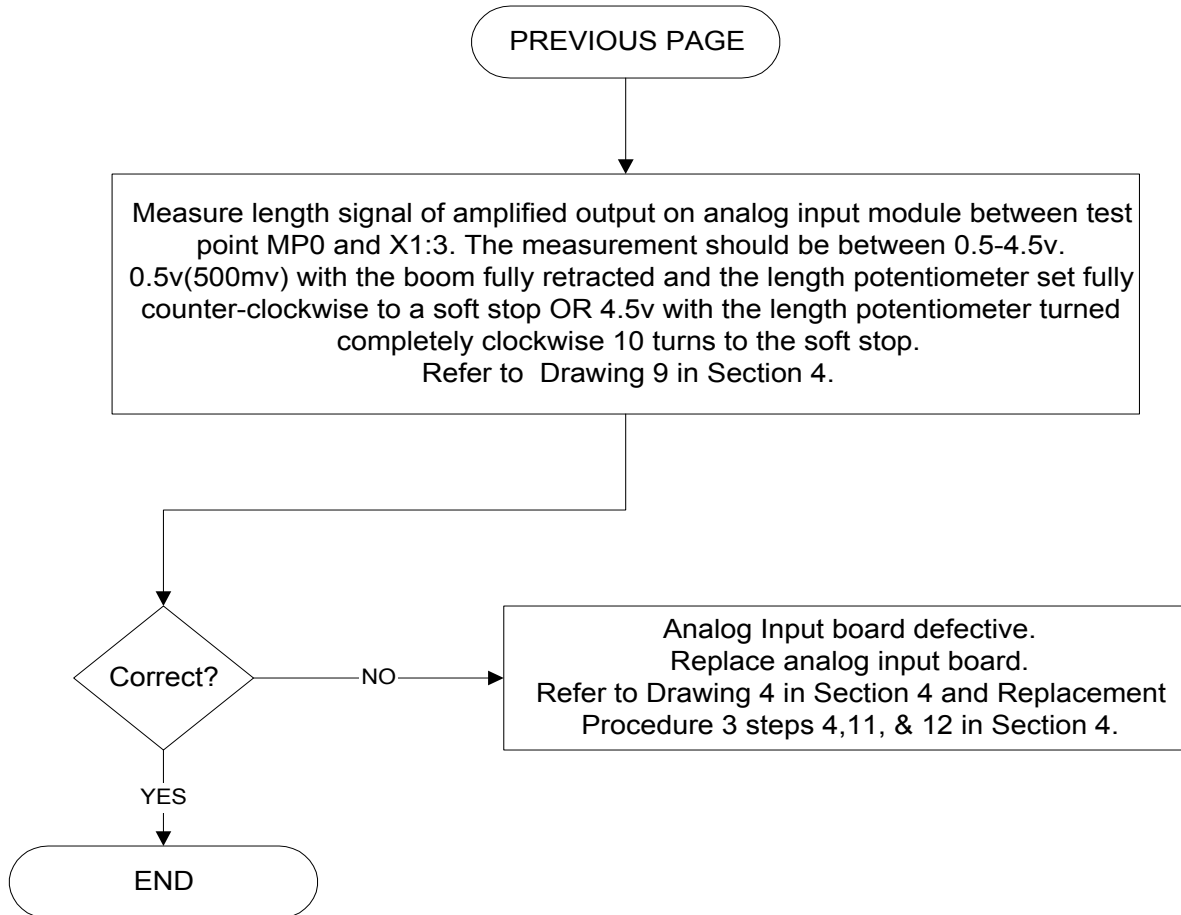 PREVIOUS PAGE
Measure length signal of amplified output on analog input module between test
point MP0 and X1:3. The measurement should be between 0.5-4.5v.
0.5v(500mv) with the boom fully retracted and the length potentiometer set fully
counter-clockwise to a soft stop OR 4.5v with the length potentiometer turned
completely clockwise 10 turns to the soft stop.
Refer to  Drawing 9 in Section 4.
Correct?
NO
Analog Input board defective.
Replace analog input board.
Refer to Drawing 4 in Section 4 and Replacement
Procedure 3 steps 4,11, & 12 in Section 4.
YES
END